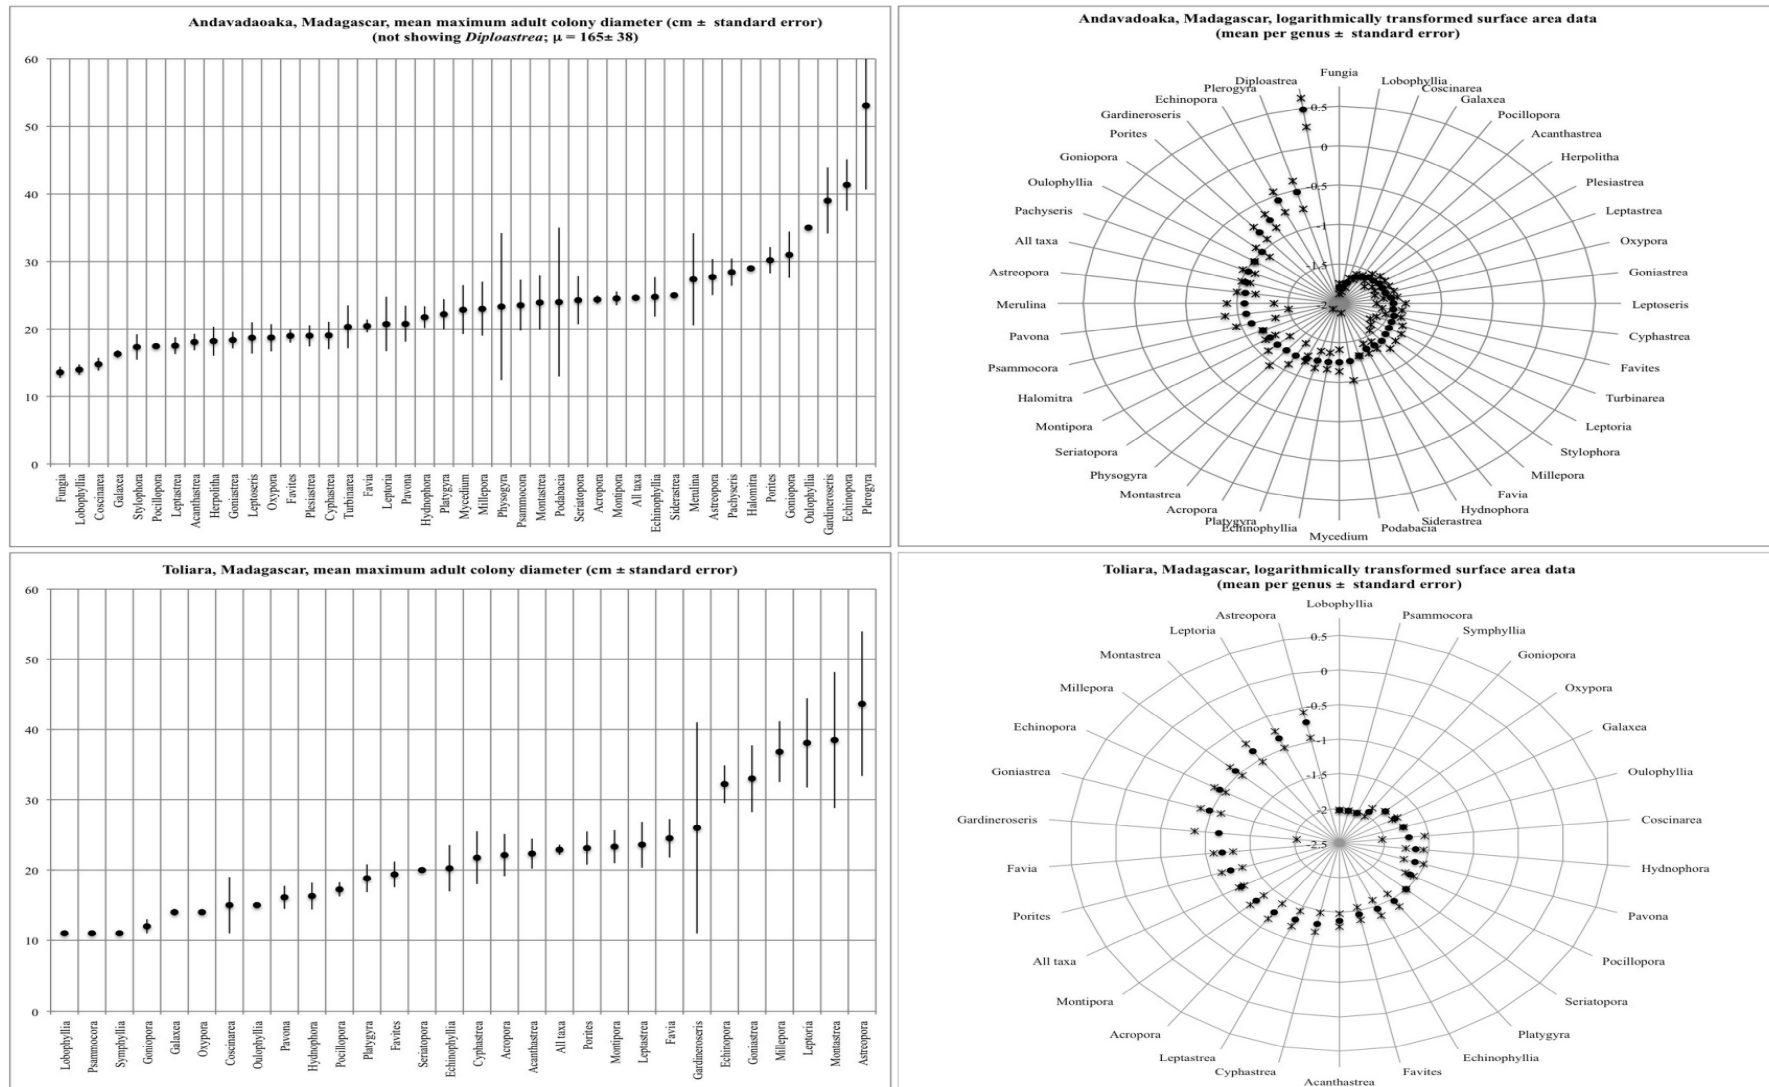 Andavadaoaka, Madagascar, mean maximum adult colony diameter (cm ± standard error)
(not showing Diploastrea; μ = 165± 38)
60
50
40
30
20
10
0
Fungia
Lobophyllia
Coscinarea
Galaxea
Stylophora
Pocillopora
Leptastrea
Acanthastrea
Herpolitha
Goniastrea
Leptoseris
Oxypora
Favites
Plesiastrea
Cyphastrea
Turbinarea
Favia
Leptoria
Pavona
Hydnophora
Platygyra
Mycedium
Millepora
Physogyra
Psammocora
Montastrea
Podabacia
Seriatopora
Acropora
Montipora
All taxa
Echinophyllia
Siderastrea
Merulina
Astreopora
Pachyseris
Halomitra
Porites
Goniopora
Oulophyllia
Gardineroseris
Echinopora
Plerogyra
Andavadoaka, Madagascar, logarithmically transformed surface area data
(mean per genus ± standard error)
Fungia
Lobophyllia
Coscinarea
Galaxea
Pocillopora
Acanthastrea
Herpolitha
Plesiastrea
Leptastrea
Oxypora
Goniastrea
Leptoseris
Cyphastrea
Favites
Turbinarea
Leptoria
Stylophora
Millepora
Favia
Hydnophora
Siderastrea
Podabacia
Mycedium
Echinophyllia
Platygyra
Acropora
Montastrea
Physogyra
Seriatopora
Montipora
Halomitra
Psammocora
Pavona
Merulina
Astreopora
All taxa
Pachyseris
Oulophyllia
Goniopora
Porites
Gardineroseris
Echinopora
Plerogyra
Diploastrea
0.5
0
-0.5
-1
-1.5
-2
Toliara, Madagascar, mean maximum adult colony diameter (cm ± standard error)
60
50
40
30
20
10
0
Lobophyllia
Psammocora
Symphyllia
Goniopora
Galaxea
Oxypora
Coscinarea
Oulophyllia
Pavona
Hydnophora
Pocillopora
Platygyra
Favites
Seriatopora
Echinophyllia
Cyphastrea
Acropora
Acanthastrea
All taxa
Porites
Montipora
Leptastrea
Favia
Gardineroseris
Echinopora
Goniastrea
Millepora
Leptoria
Montastrea
Astreopora
Toliara, Madagascar, logarithmically transformed surface area data
(mean per genus ± standard error)
Lobophyllia
Psammocora
Symphyllia
Goniopora
Oxypora
Galaxea
Oulophyllia
Coscinarea
Hydnophora
Pavona
Pocillopora
Seriatopora
Platygyra
Echinophyllia
Favites
Acanthastrea
Cyphastrea
Leptastrea
Acropora
Montipora
All taxa
Porites
Favia
Gardineroseris
Goniastrea
Echinopora
Millepora
Montastrea
Leptoria
Astreopora
0.5
0
-0.5
-1
-1.5
-2
-2.5